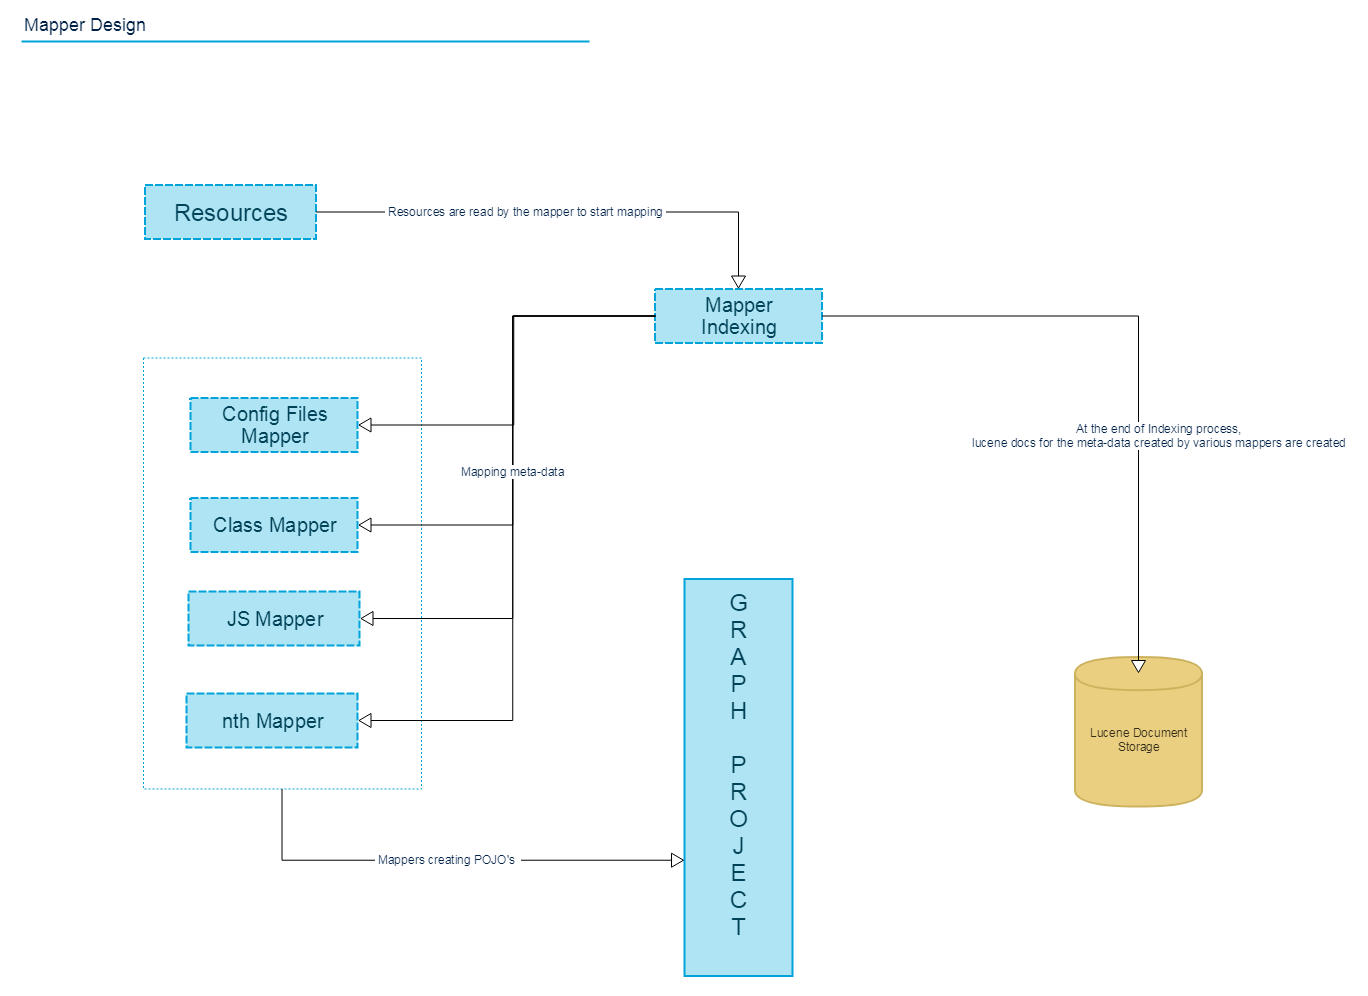 Mapper Design
Resources
Resources are read by the mapper to start mapping
Mapper
Indexing
Config Files
Mapper
At the end of Indexing process,
lucene docs for the meta-data created by various mappers are created
Mapping meta-data
Class Mapper
JS Mapper
nth Mapper
G
R
A
P
H
P
R
O
J
E
C
T
Lucene Document
Storage
Mappers creating POJO's